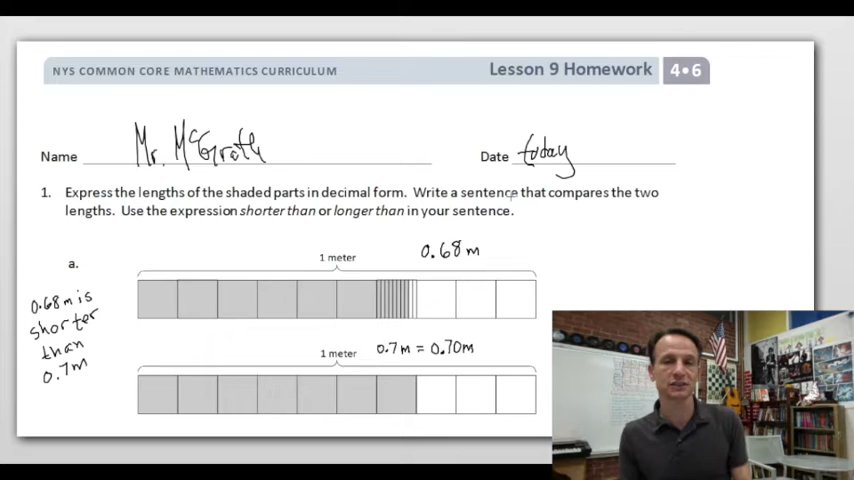 NYS COMMON CORE MATHEMATICS CURRICULUM Lesson 9 Homework 4•6
Name Mr. McGrath Date today
1. Express the lengths of the shaded parts in decimal form. Write a sentence that compares the two
lengths. Use the expression shorter than or longer than in your sentence.
a.
1 meter 0.68 m
0.68 m is
shorter
than
0.7 m
1 meter 0.7 m = 0.70 m